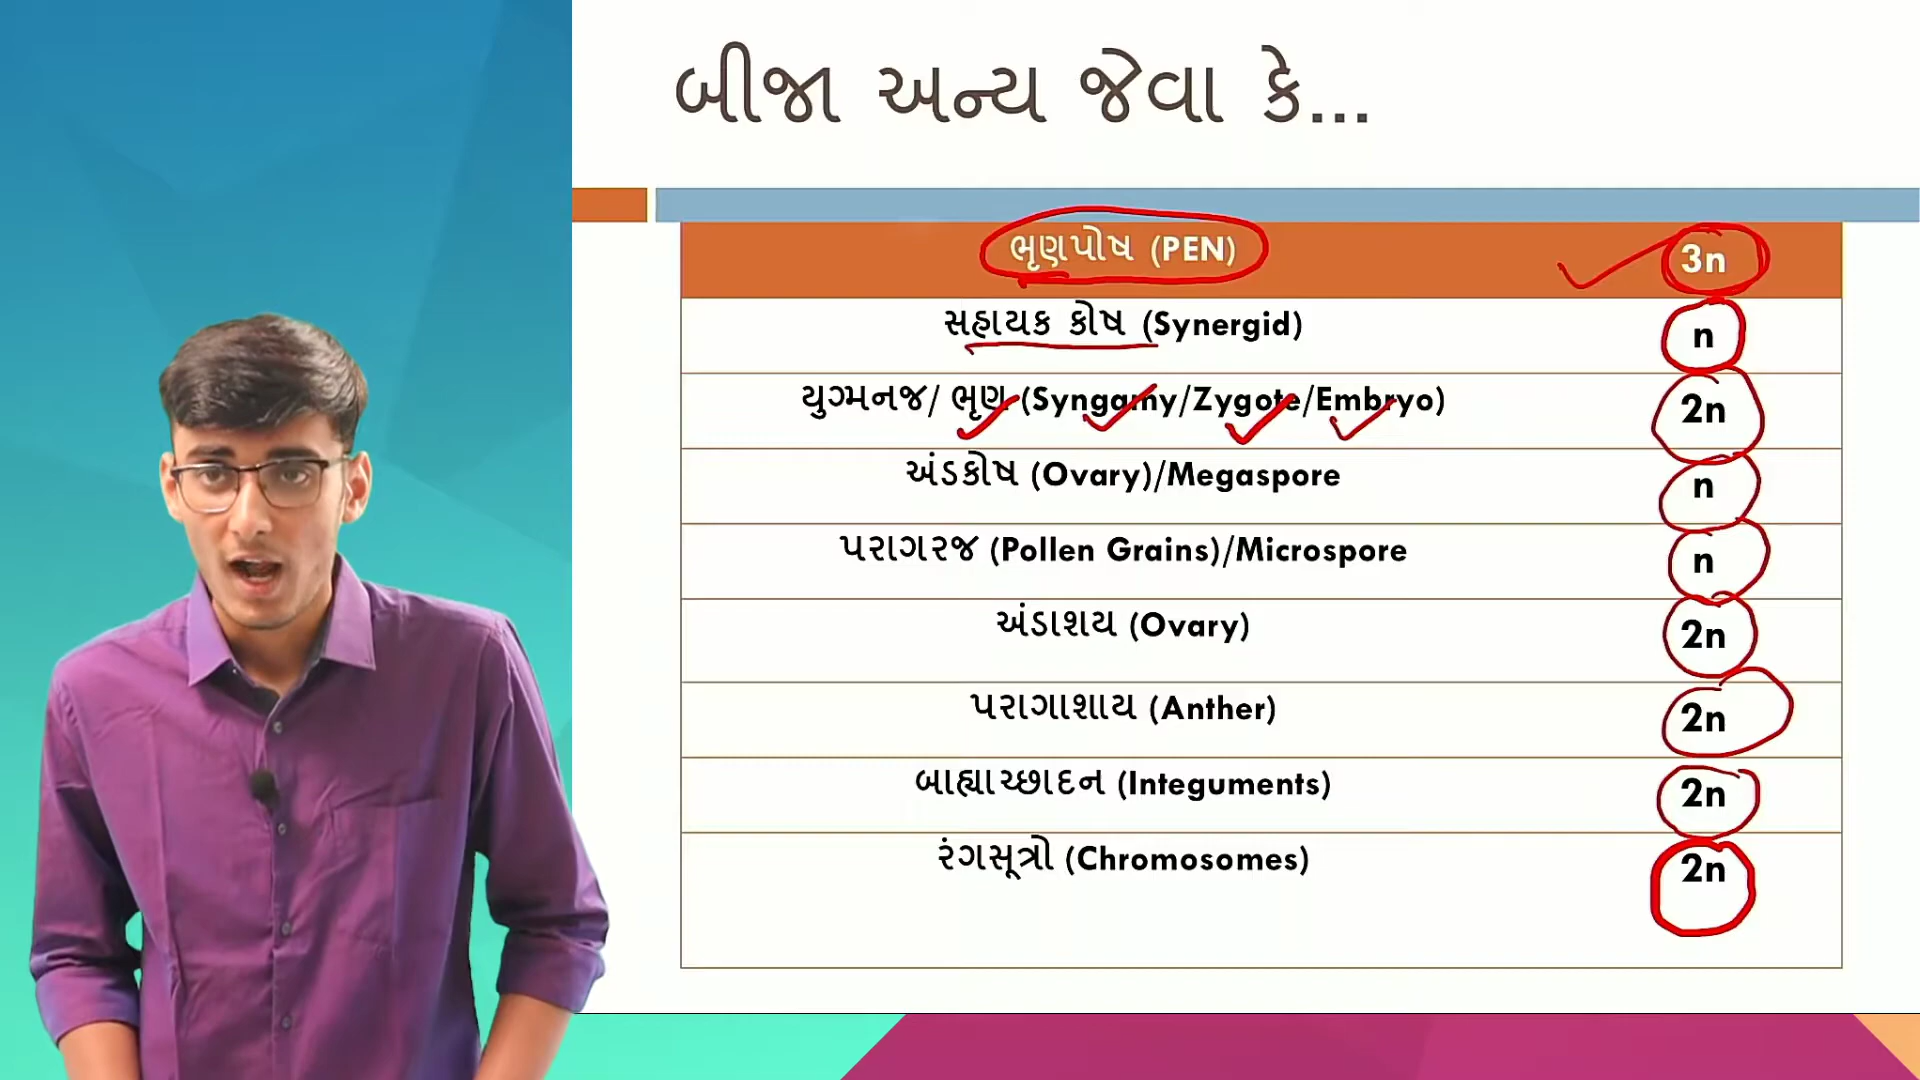 બીજા અન્ય જેવા કે...
ભૃણપોષ (PEN) 3n
સહાયક કોષ (Synergid) n
યુગ્મનજ/ ભૃણ (Syngamy/Zygote/Embryo) 2n
અંડકોષ (Ovary)/Megaspore n
પરાગરજ (Pollen Grains)/Microspore n
અંડાશય (Ovary) 2n
પરાગાશાય (Anther) 2n
બાહ્યાચ્છાદન (Integuments) 2n
રંગસૂત્રો (Chromosomes) 2n